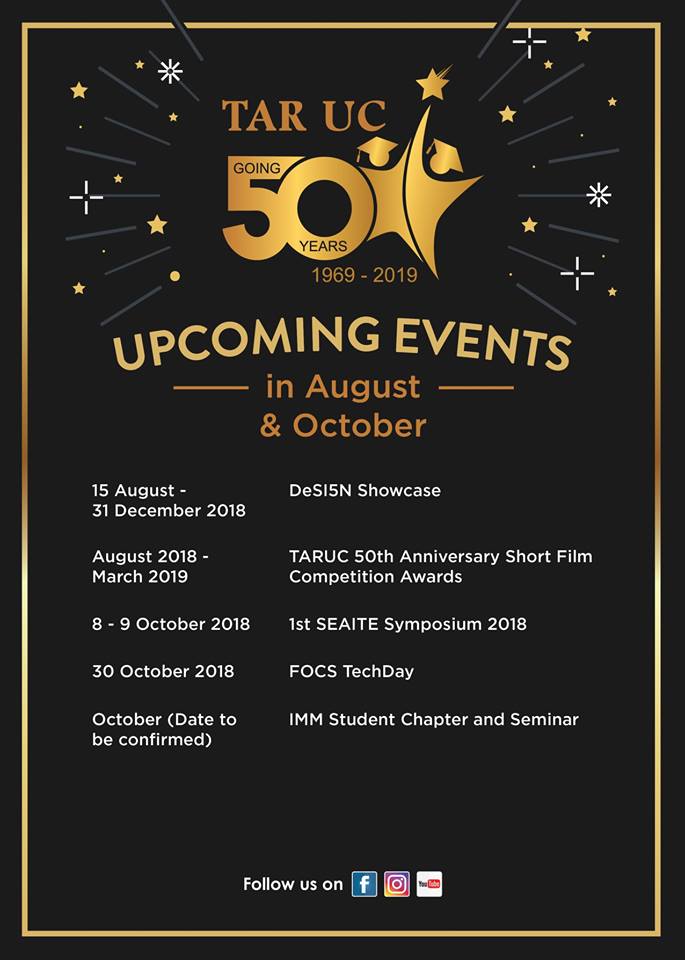 TAR UC
GOING
50
YEARS
1969 - 2019
UPCOMING EVENTS
in August
& October
15 August -
31 December 2018
DeSI5N Showcase
August 2018 -
March 2019
TARUC 50th Anniversary Short Film
Competition Awards
8 - 9 October 2018
1st SEAITE Symposium 2018
30 October 2018
FOCS TechDay
October (Date to
be confirmed)
IMM Student Chapter and Seminar
Follow us on
f
You Tube